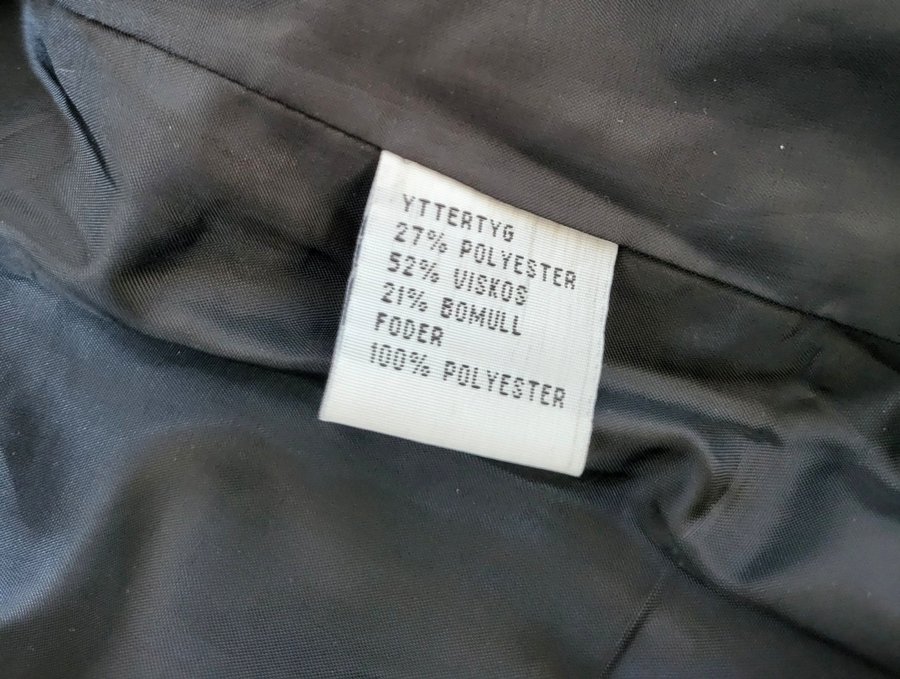 YTTERTYG
27% POLYESTER
52% VISKOS
21% BOMULL
FODER
100% POLYESTER